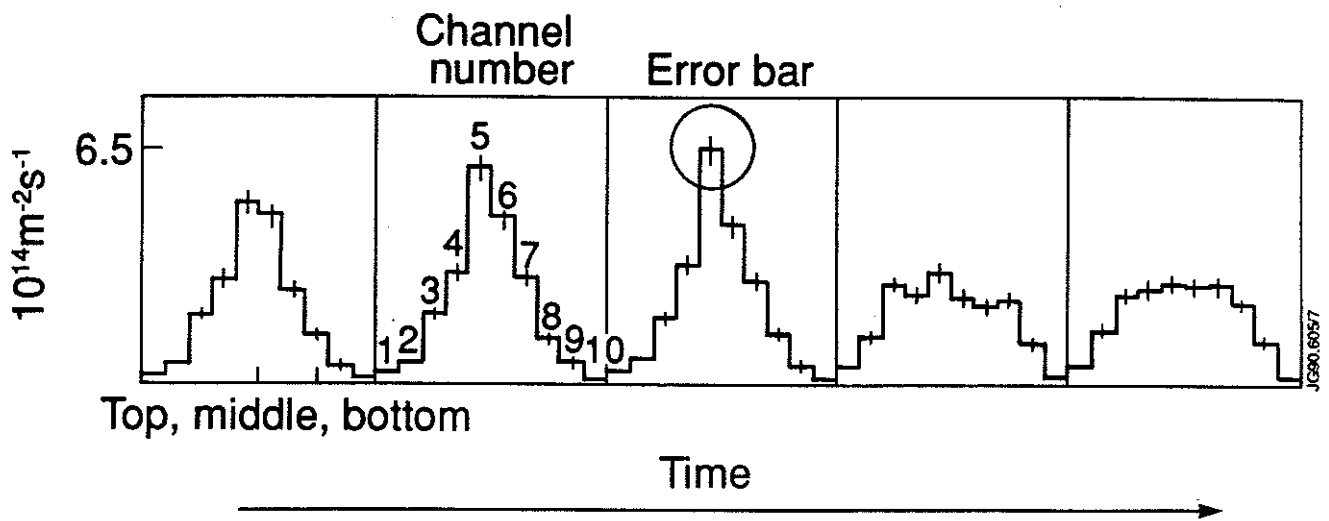 Channel
number
Error bar
6.5
10¹⁴m⁻²s⁻¹
1 2 3 4 5 6 7 8 9 10
Top, middle, bottom
Time
JG90.605/7